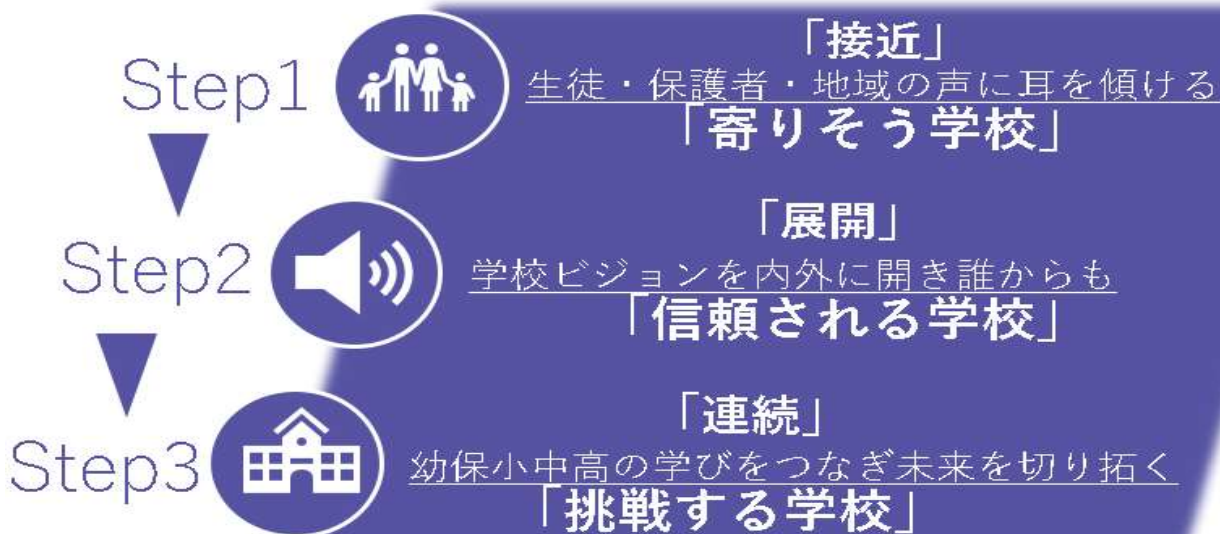 Step1
「接近」
生徒・保護者・地域の声に耳を傾ける
「寄りそう学校」
Step2
「展開」
学校ビジョンを内外に開き誰からも
「信頼される学校」
Step3
「連続」
幼保小中高の学びをつなぎ未来を切り拓く
「挑戦する学校」